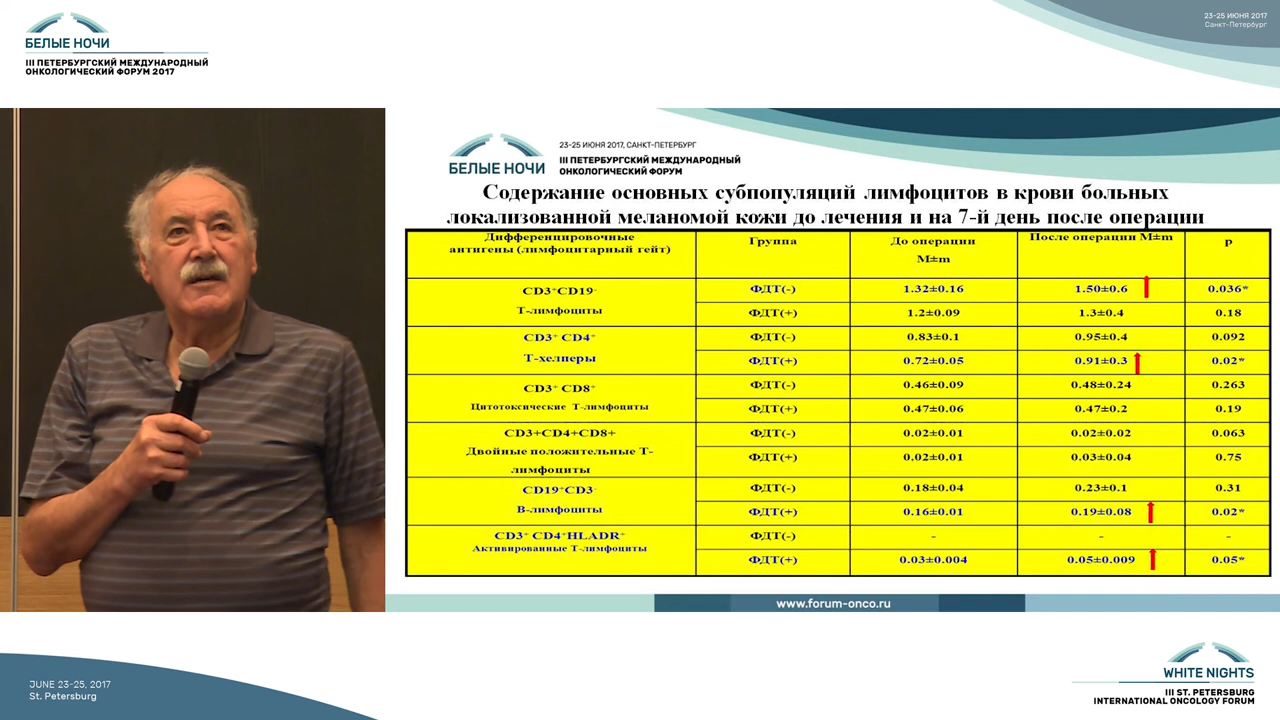 БЕЛЫЕ НОЧИ
III ПЕТЕРБУРГСКИЙ МЕЖДУНАРОДНЫЙ
ОНКОЛОГИЧЕСКИЙ ФОРУМ 2017
23-25 ИЮНЯ 2017
Санкт-Петербург
БЕЛЫЕ НОЧИ
23-25 ИЮНЯ 2017, САНКТ-ПЕТЕРБУРГ
III ПЕТЕРБУРГСКИЙ МЕЖДУНАРОДНЫЙ
ОНКОЛОГИЧЕСКИЙ ФОРУМ
Содержание основных субпопуляций лимфоцитов в крови больных
локализованной меланомой кожи до лечения и на 7-й день после операции
Дифференцировочные антигены (лимфоцитарный гейт) Группа До операции M±m После операции M±m p
CD3⁺CD19⁻ Т-лимфоциты ФДТ(-) 1.32±0.16 1.50±0.6 0.036*
ФДТ(+) 1.2±0.09 1.3±0.4 0.18
CD3⁺ CD4⁺ Т-хелперы ФДТ(-) 0.83±0.1 0.95±0.4 0.092
ФДТ(+) 0.72±0.05 0.91±0.3 0.02*
CD3⁺ CD8⁺ Цитотоксические Т-лимфоциты ФДТ(-) 0.46±0.09 0.48±0.24 0.263
ФДТ(+) 0.47±0.06 0.47±0.2 0.19
CD3+CD4+CD8+ Двойные положительные Т-лимфоциты ФДТ(-) 0.02±0.01 0.02±0.02 0.063
ФДТ(+) 0.02±0.01 0.03±0.04 0.75
CD19⁺CD3⁻ В-лимфоциты ФДТ(-) 0.18±0.04 0.23±0.1 0.31
ФДТ(+) 0.16±0.01 0.19±0.08 0.02*
CD3⁺ CD4⁺HLADR⁺ Активированные Т-лимфоциты ФДТ(-) - - -
ФДТ(+) 0.03±0.004 0.05±0.009 0.05*
www.forum-onco.ru
JUNE 23-25, 2017
St. Petersburg
WHITE NIGHTS
III ST. PETERSBURG
INTERNATIONAL ONCOLOGY FORUM